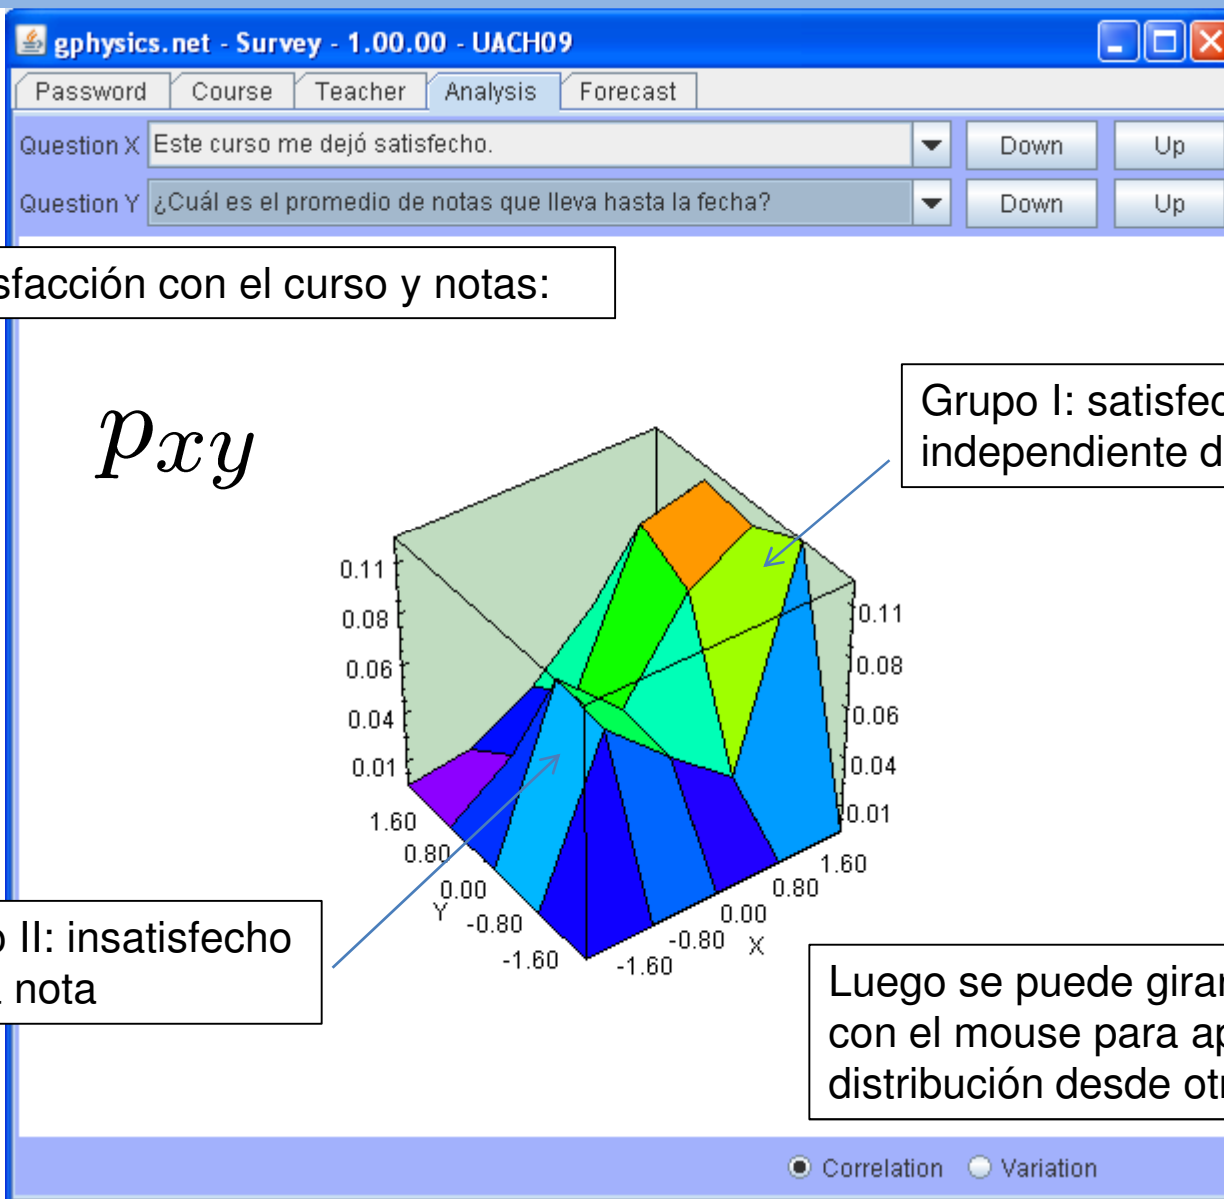 gphysics.net - Survey - 1.00.00 - UACH09
Password Course Teacher Analysis Forecast
Question X Este curso me dejó satisfecho. Down Up
Question Y ¿Cuál es el promedio de notas que lleva hasta la fecha? Down Up
sfacción con el curso y notas:
Grupo I: satisfec
independiente d
pxy
0.11
0.08
0.06
0.04
0.01
0.11
0.08
0.06
0.04
0.01
1.60
0.80
0.00
Y
-0.80
-1.60
1.60
0.80
0.00
X
-0.80
-1.60
o II: insatisfecho
a nota
Luego se puede girar
con el mouse para ap
distribución desde otr
Correlation Variation